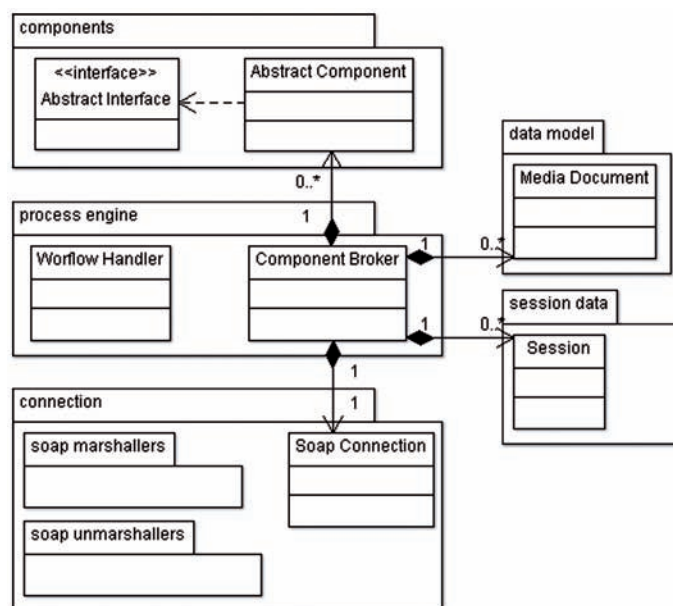 components
<<interface>>
Abstract Interface
Abstract Component
data model
Media Document
0..*
1
process engine
Worflow Handler
Component Broker
1
0..*
session data
1
0..*
Session
1
connection
1
soap marshallers
Soap Connection
soap unmarshallers